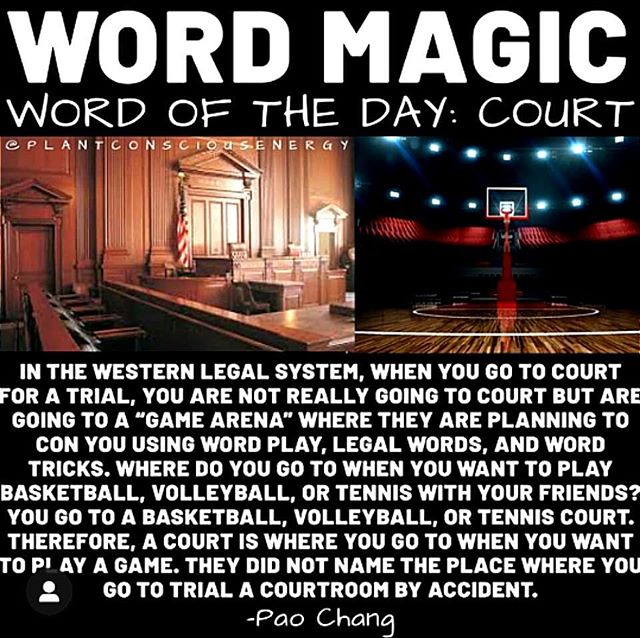 WORD MAGIC
WORD OF THE DAY: COURT
@PLANTCONSCIOUSENERGY
IN THE WESTERN LEGAL SYSTEM, WHEN YOU GO TO COURT
FOR A TRIAL, YOU ARE NOT REALLY GOING TO COURT BUT ARE
GOING TO A “GAME ARENA” WHERE THEY ARE PLANNING TO
CON YOU USING WORD PLAY, LEGAL WORDS, AND WORD
TRICKS. WHERE DO YOU GO TO WHEN YOU WANT TO PLAY
BASKETBALL, VOLLEYBALL, OR TENNIS WITH YOUR FRIENDS?
YOU GO TO A BASKETBALL, VOLLEYBALL, OR TENNIS COURT.
THEREFORE, A COURT IS WHERE YOU GO TO WHEN YOU WANT
TO PLAY A GAME. THEY DID NOT NAME THE PLACE WHERE YOU
GO TO TRIAL A COURTROOM BY ACCIDENT.
-Pao Chang